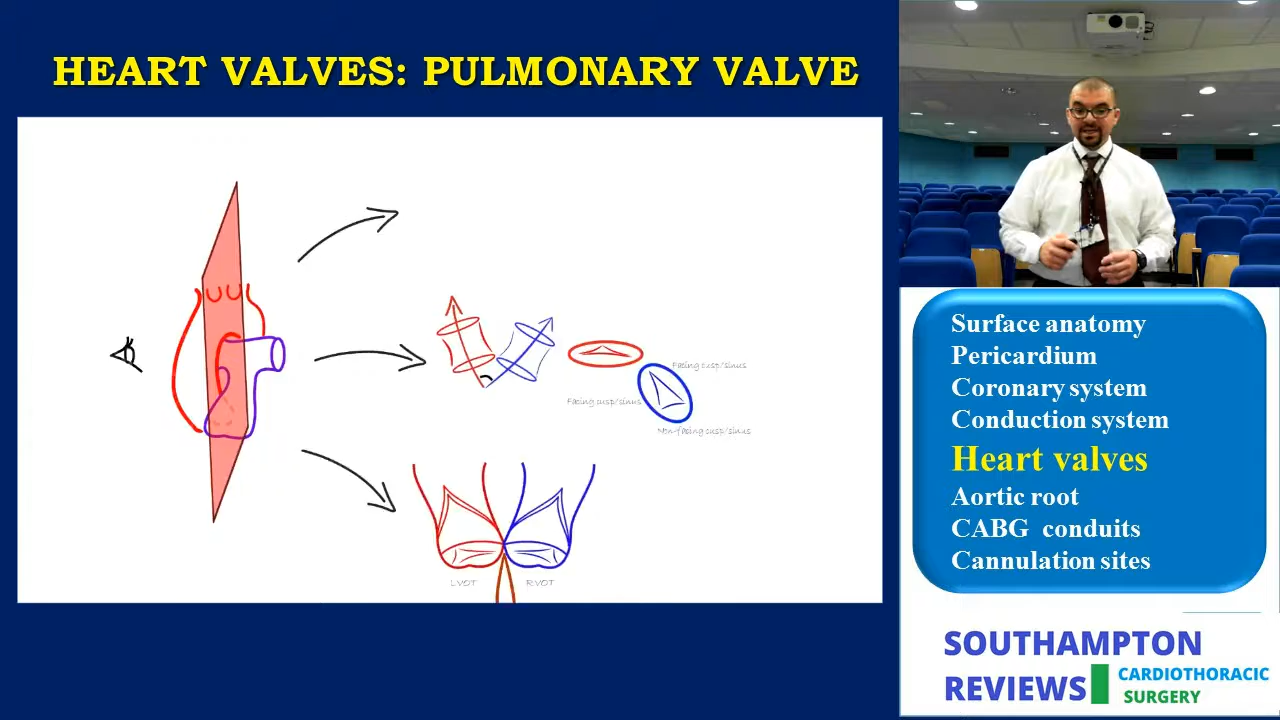 HEART VALVES: PULMONARY VALVE
Facing cusp/sinus
Facing cusp/sinus
Non-facing cusp/sinus
LVOT
RVOT
Surface anatomy
Pericardium
Coronary system
Conduction system
Heart valves
Aortic root
CABG conduits
Cannulation sites
SOUTHAMPTON
REVIEWS
CARDIOTHORACIC
SURGERY